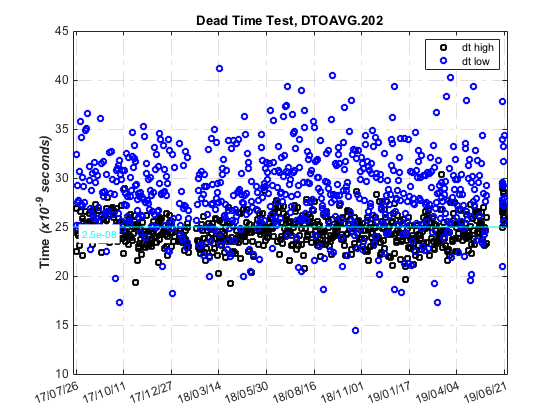 Dead Time Test, DTOAVG.202
dt high
dt low
Time (x10⁻⁹ seconds)
45
40
35
30
25
20
15
10
2.5e-08
17/07/26 17/10/11 17/12/27 18/03/14 18/05/30 18/08/16 18/11/01 19/01/17 19/04/04 19/06/21